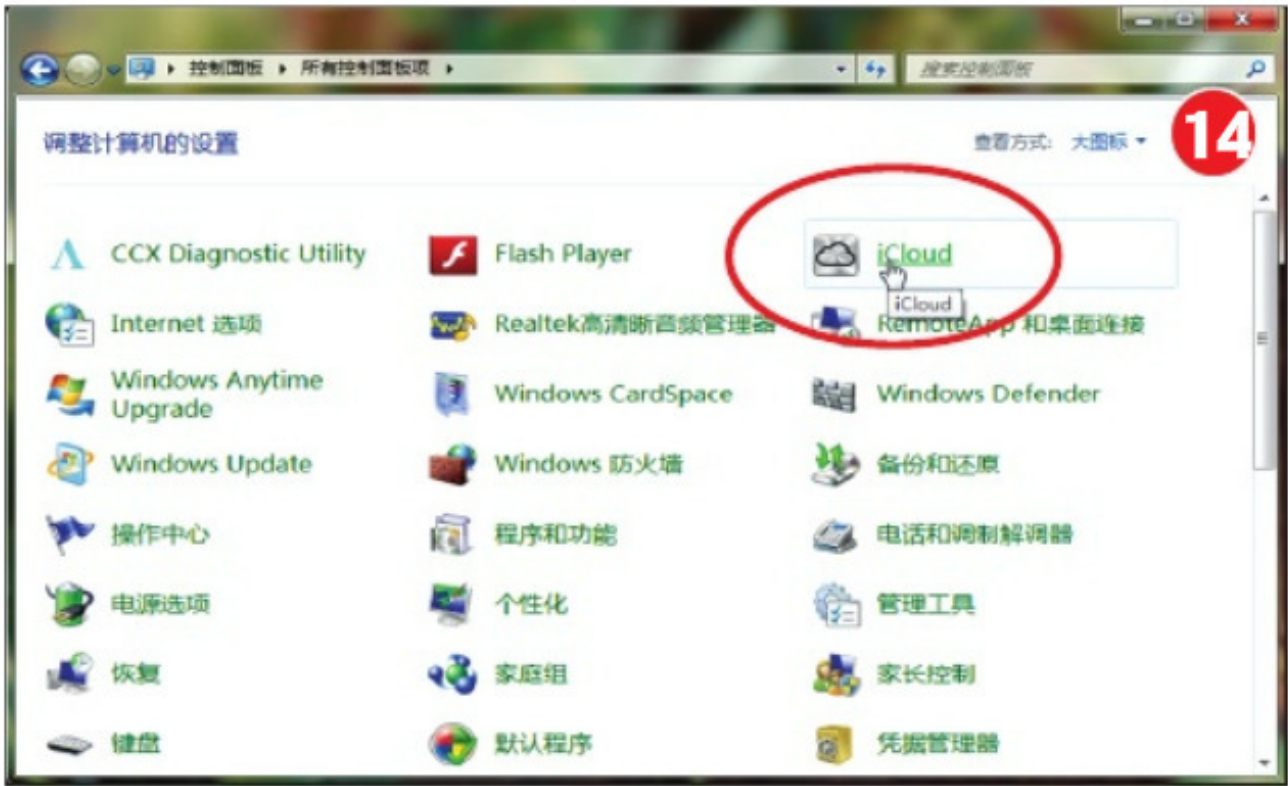 控制面板 ▸ 所有控制面板项 ▸
搜索控制面板
调整计算机的设置
查看方式: 大图标
14
CCX Diagnostic Utility
Flash Player
iCloud
iCloud
Internet 选项
Realtek高清晰音频管理器
RemoteApp 和桌面连接
Windows Anytime
Upgrade
Windows CardSpace
Windows Defender
Windows Update
Windows 防火墙
备份和还原
操作中心
程序和功能
电话和调制解调器
电源选项
个性化
管理工具
恢复
家庭组
家长控制
键盘
默认程序
凭据管理器